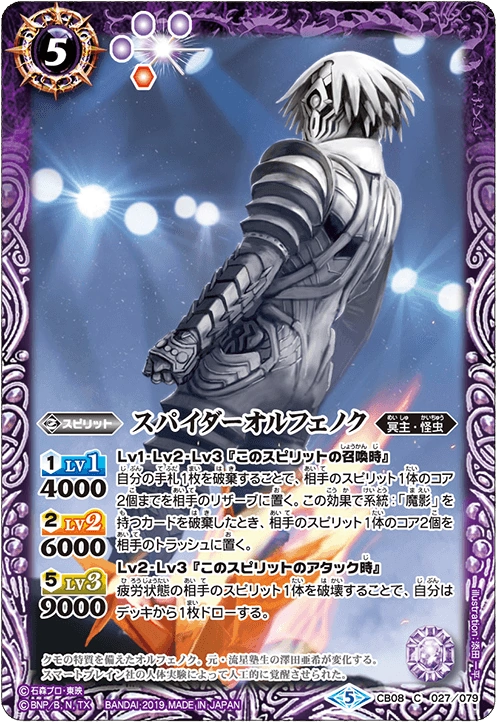 5
スパイダーオルフェノク
② スピリット
めいしゅ かいちゅう
冥主・怪虫
1 LV1
4000
2 LV2
6000
5 LV3
9000
Lv1・Lv2・Lv3『このスピリットの召喚時』
自分の手札1枚を破棄することで、相手のスピリット1体のコア
2個までを相手のリザーブに置く。この効果で系統:「魔影」を
持つカードを破棄したとき、相手のスピリット1体のコア2個を
相手のトラッシュに置く。
Lv2・Lv3『このスピリットのアタック時』
疲労状態の相手のスピリット1体を破壊することで、自分は
デッキから1枚ドローする。
クモの特質を備えたオルフェノク。元・流星塾生の澤田亜希が変化する。
スマートブレイン社の人体実験によって人工的に覚醒させられた。
©石森プロ・東映
©BNP/B, N, TX BANDAI・2019 MADE IN JAPAN
5 CB08 - C 027/079